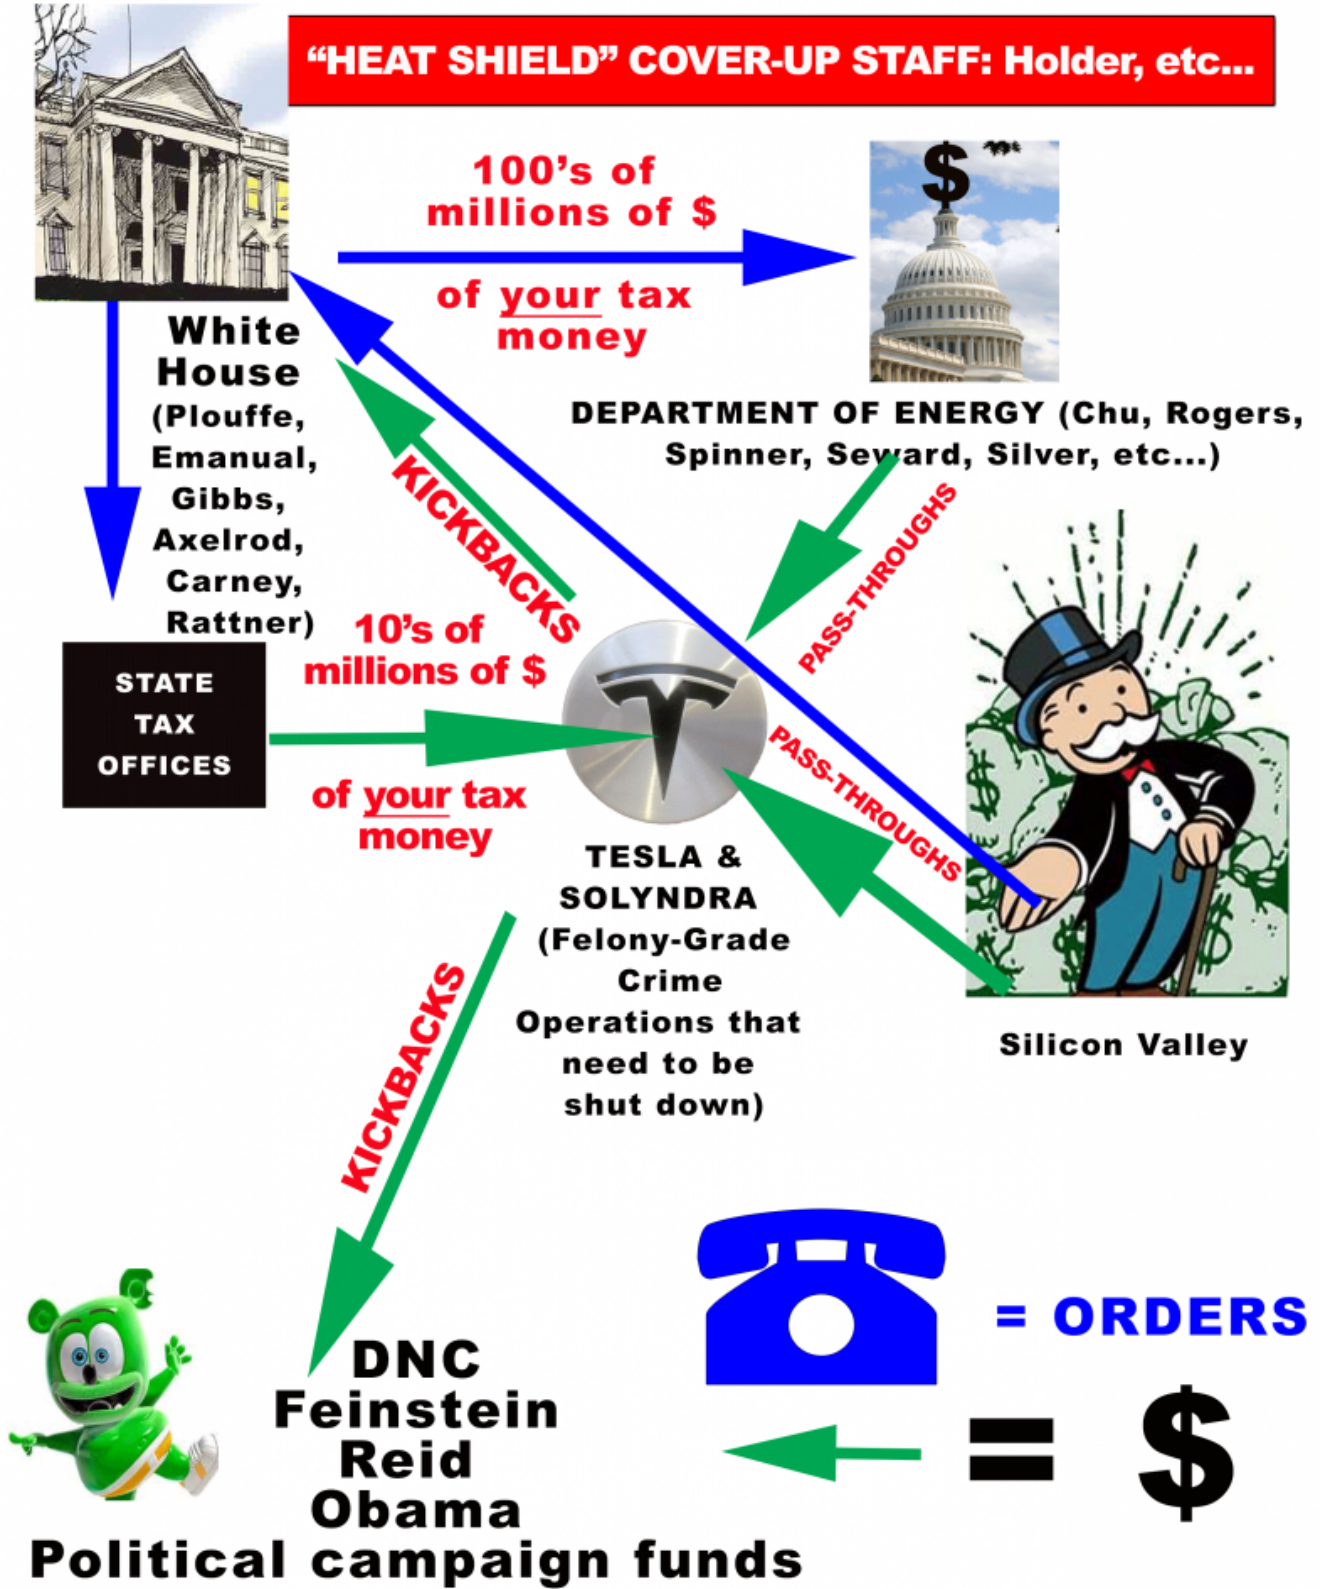 “HEAT SHIELD” COVER-UP STAFF: Holder, etc...
$
100’s of
millions of $
of your tax
money
White
House
(Plouffe,
Emanual,
Gibbs,
Axelrod,
Carney,
Rattner)
DEPARTMENT OF ENERGY (Chu, Rogers,
Spinner, Seward, Silver, etc...)
KICKBACKS
PASS-THROUGHS
STATE
TAX
OFFICES
10’s of
millions of $
of your tax
money
PASS-THROUGHS
$
$
$
TESLA &
SOLYNDRA
(Felony-Grade
Crime
Operations that
need to be
shut down)
Silicon Valley
KICKBACKS
= ORDERS
= $
DNC
Feinstein
Reid
Obama
Political campaign funds